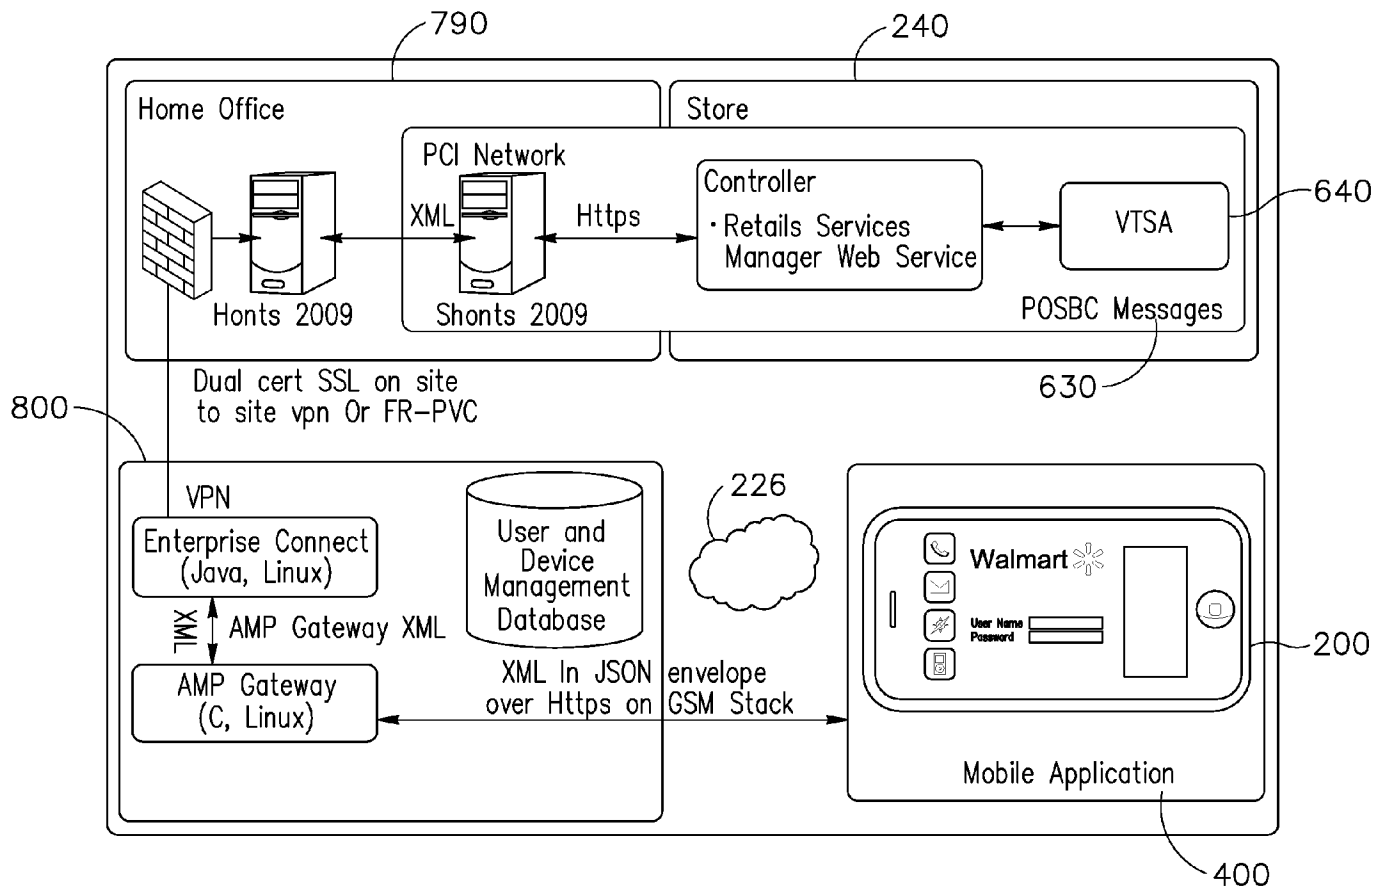 790
240
Home Office
Store
PCI Network
Controller
640
XML
Https
· Retails Services
Manager Web Service
VTSA
Honts 2009
Shonts 2009
POSBC Messages
Dual cert SSL on site
to site vpn Or FR-PVC
630
800
VPN
226
Enterprise Connect
(Java, Linux)
User and
Device
Management
Database
Walmart
XML
AMP Gateway XML
User Name
Password
200
AMP Gateway
(C, Linux)
XML In JSON envelope
over Https on GSM Stack
Mobile Application
400